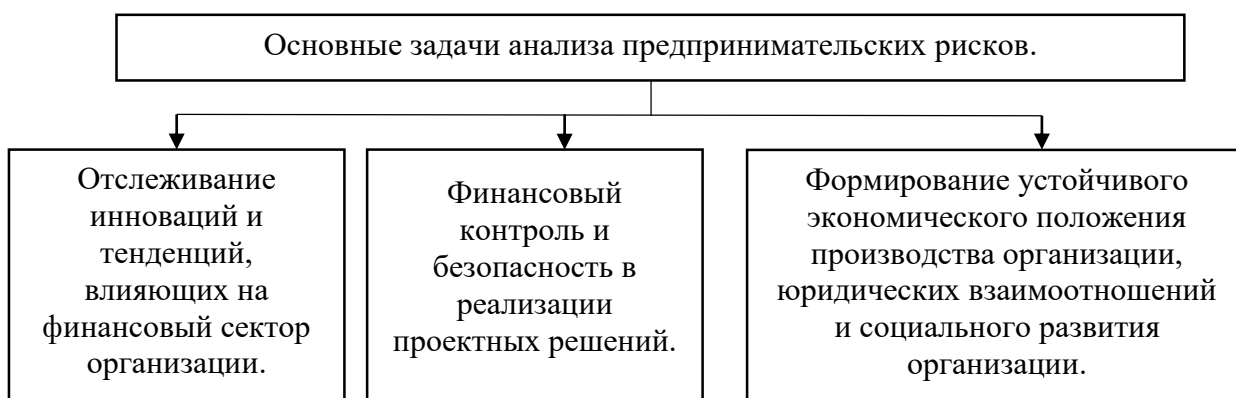 Основные задачи анализа предпринимательских рисков.
Отслеживание
инноваций и
тенденций,
влияющих на
финансовый сектор
организации.
Финансовый
контроль и
безопасность в
реализации
проектных решений.
Формирование устойчивого
экономического положения
производства организации,
юридических взаимоотношений
и социального развития
организации.